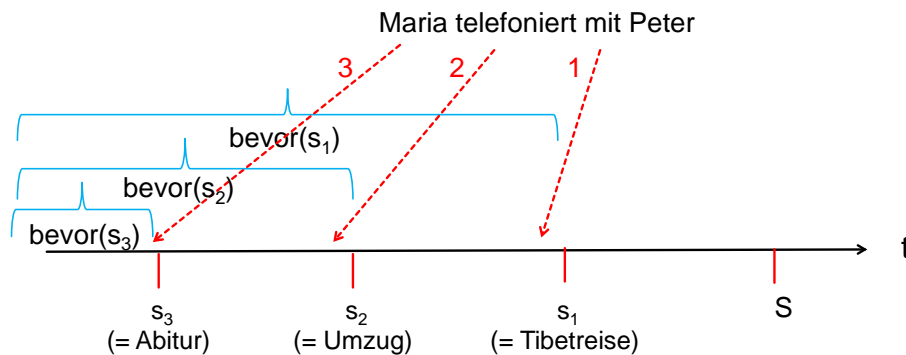 Maria telefoniert mit Peter
3 2 1
bevor(s₁)
bevor(s₂)
bevor(s₃)
t
s₃ s₂ s₁ S
(= Abitur) (= Umzug) (= Tibetreise)